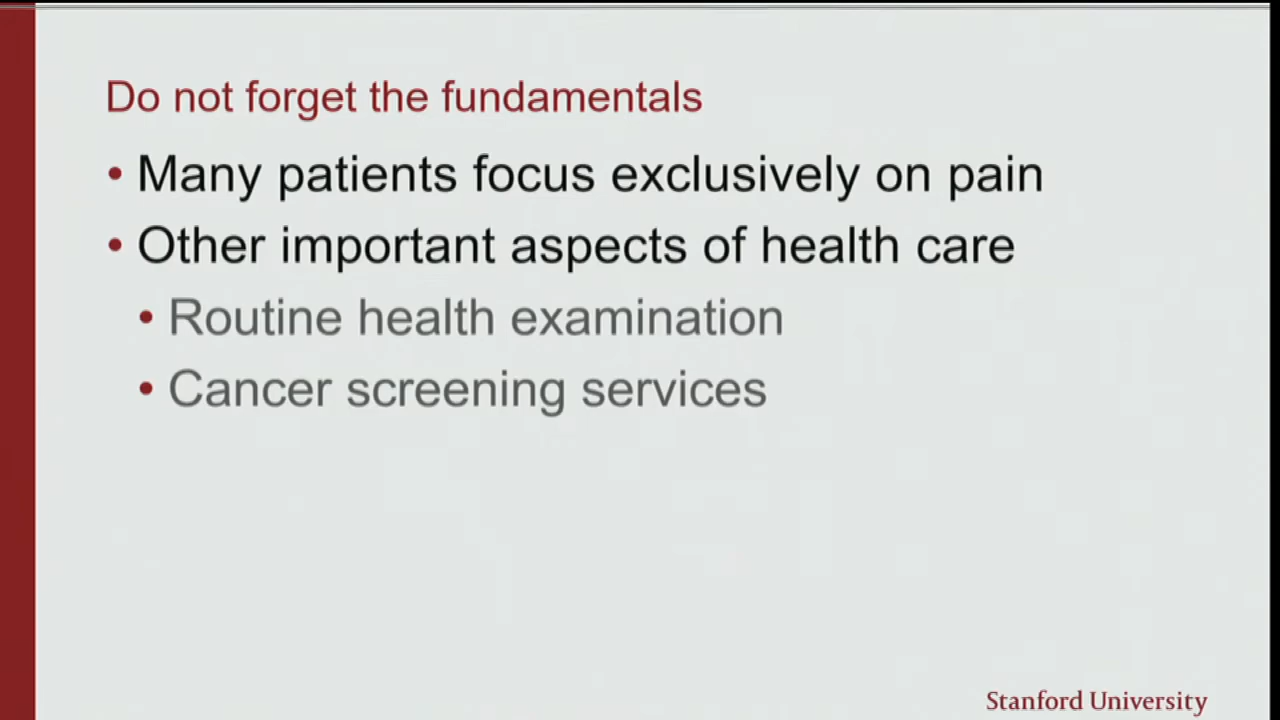 Do not forget the fundamentals
• Many patients focus exclusively on pain
• Other important aspects of health care
• Routine health examination
• Cancer screening services
Stanford University